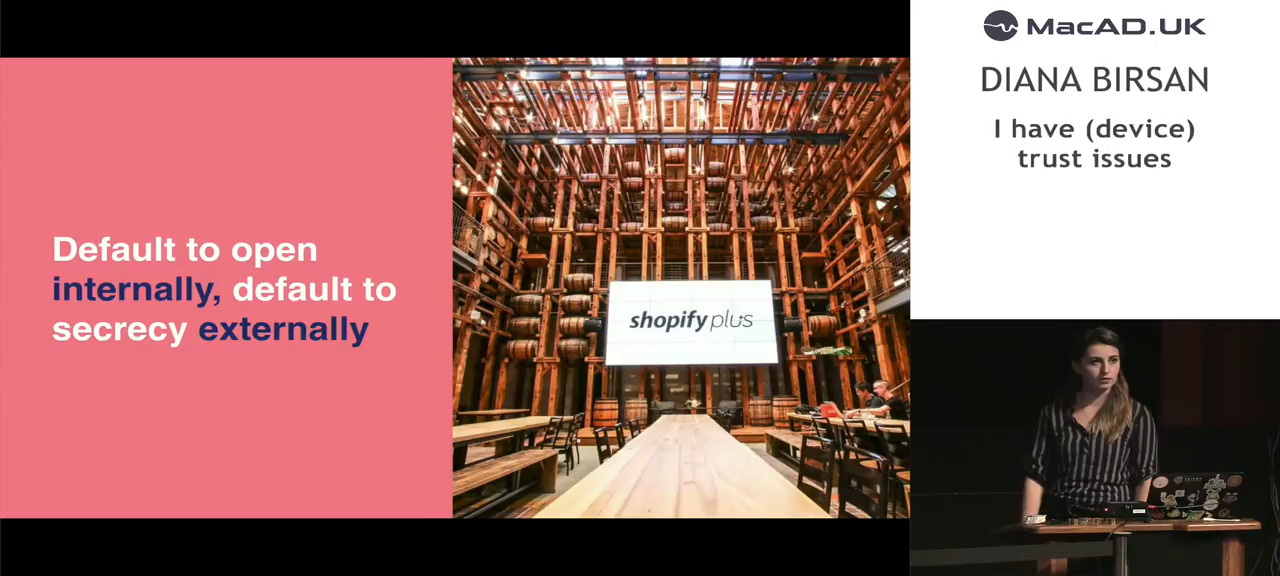 Default to open
internally, default to
secrecy externally
shopify plus
MacAD.UK
DIANA BIRSAN
I have (device)
trust issues